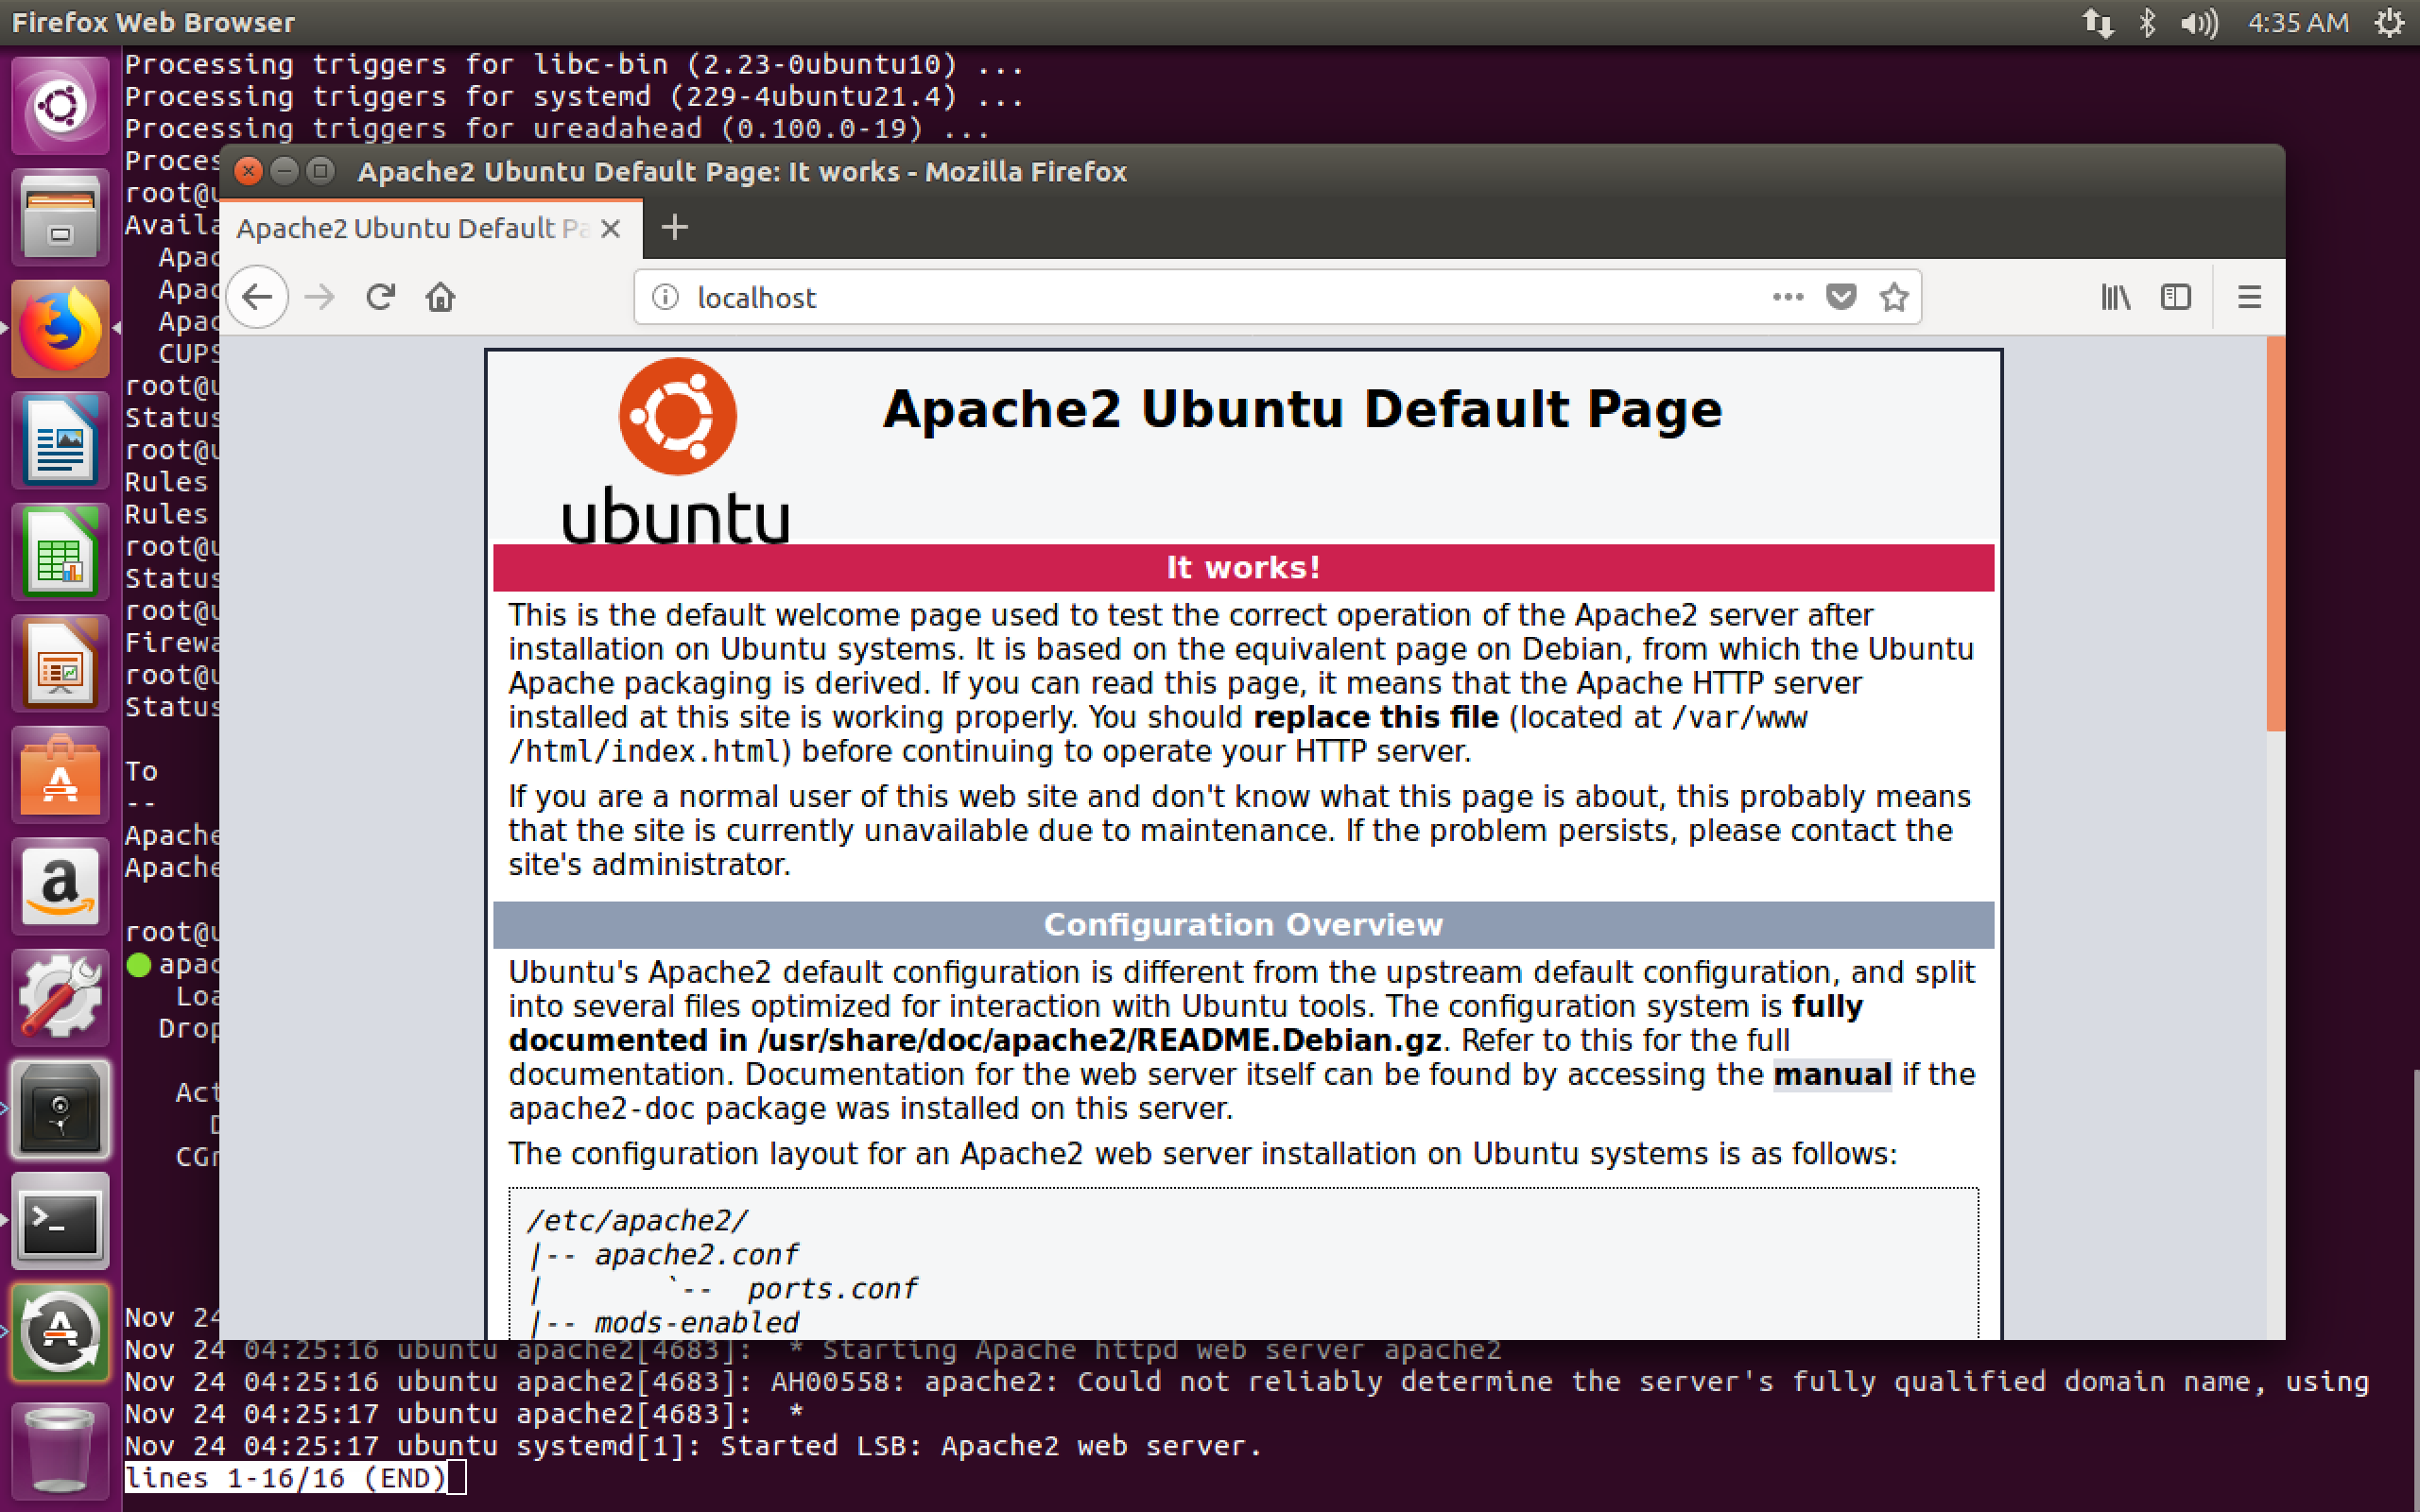 Firefox Web Browser
4:35 AM
Processing triggers for libc-bin (2.23-0ubuntu10) ...
Processing triggers for systemd (229-4ubuntu21.4) ...
Processing triggers for ureadahead (0.100.0-19) ...
Proces
root@u
Availa
Apac
Apac
Apac
CUPS
root@u
Status
root@u
Rules
Rules
root@u
Status
root@u
Firewa
root@u
Status
To
--
Apache
Apache
root@u
apac
Loa
Drop
Act
D
CGr
Nov 24
Apache2 Ubuntu Default Page: It works - Mozilla Firefox
Apache2 Ubuntu Default Pa
localhost
ubuntu
Apache2 Ubuntu Default Page
It works!
This is the default welcome page used to test the correct operation of the Apache2 server after
installation on Ubuntu systems. It is based on the equivalent page on Debian, from which the Ubuntu
Apache packaging is derived. If you can read this page, it means that the Apache HTTP server
installed at this site is working properly. You should replace this file (located at /var/www
/html/index.html) before continuing to operate your HTTP server.
If you are a normal user of this web site and don't know what this page is about, this probably means
that the site is currently unavailable due to maintenance. If the problem persists, please contact the
site's administrator.
Configuration Overview
Ubuntu's Apache2 default configuration is different from the upstream default configuration, and split
into several files optimized for interaction with Ubuntu tools. The configuration system is fully
documented in /usr/share/doc/apache2/README.Debian.gz. Refer to this for the full
documentation. Documentation for the web server itself can be found by accessing the manual if the
apache2-doc package was installed on this server.
The configuration layout for an Apache2 web server installation on Ubuntu systems is as follows:
/etc/apache2/
|-- apache2.conf
|       `--  ports.conf
|-- mods-enabled
Nov 24 04:25:16 ubuntu apache2[4683]:  * Starting Apache httpd web server apache2
Nov 24 04:25:16 ubuntu apache2[4683]: AH00558: apache2: Could not reliably determine the server's fully qualified domain name, using
Nov 24 04:25:17 ubuntu apache2[4683]:  *
Nov 24 04:25:17 ubuntu systemd[1]: Started LSB: Apache2 web server.
lines 1-16/16 (END)